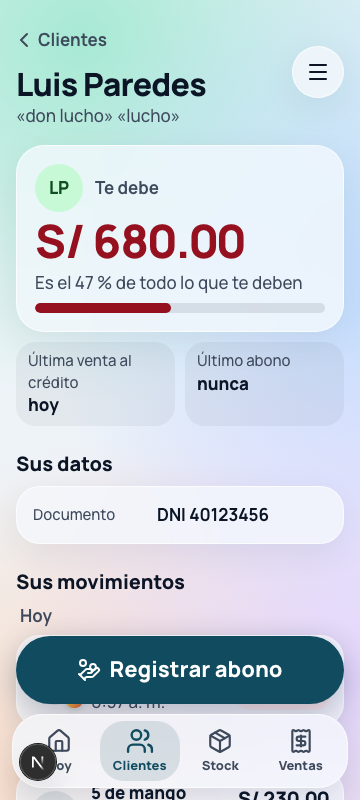 Clientes
Luis Paredes
«don lucho» «lucho»
LP Te debe
S/ 680.00
Es el 47 % de todo lo que te deben
Última venta al crédito
hoy
Último abono
nunca
Sus datos
Documento DNI 40123456
Sus movimientos
Hoy
Registrar abono
N
Clientes
Stock
Ventas
5 de mango
S/ 230.00